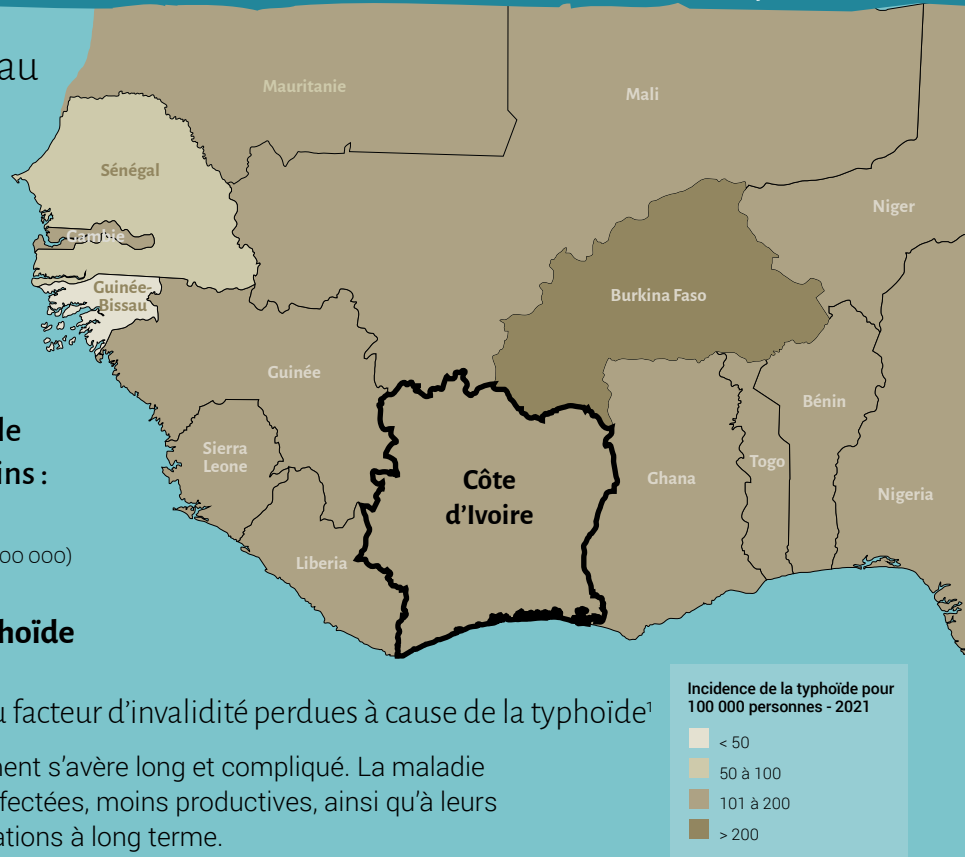 au
Mauritanie
Mali
Sénégal
Niger
Gambie
Guinée-
Bissau
Burkina Faso
Guinée
Bénin
Sierra
Leone
Côte
d'Ivoire
Ghana
Togo
Nigeria
Liberia
ins :
00 000)
hoïde
u facteur d'invalidité perdues à cause de la typhoïde¹
ent s'avère long et compliqué. La maladie
fectées, moins productives, ainsi qu'à leurs
ations à long terme.
Incidence de la typhoïde pour
100 000 personnes - 2021
< 50
50 à 100
101 à 200
> 200